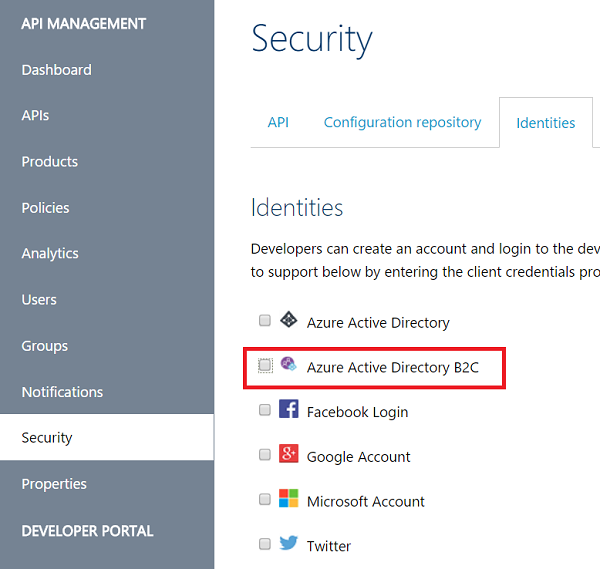 API MANAGEMENT
Dashboard
APIs
Products
Policies
Analytics
Users
Groups
Notifications
Security
Properties
DEVELOPER PORTAL
Security
API
Configuration repository
Identities
Identities
Developers can create an account and login to the dev
to support below by entering the client credentials pro
Azure Active Directory
Azure Active Directory B2C
Facebook Login
Google Account
Microsoft Account
Twitter